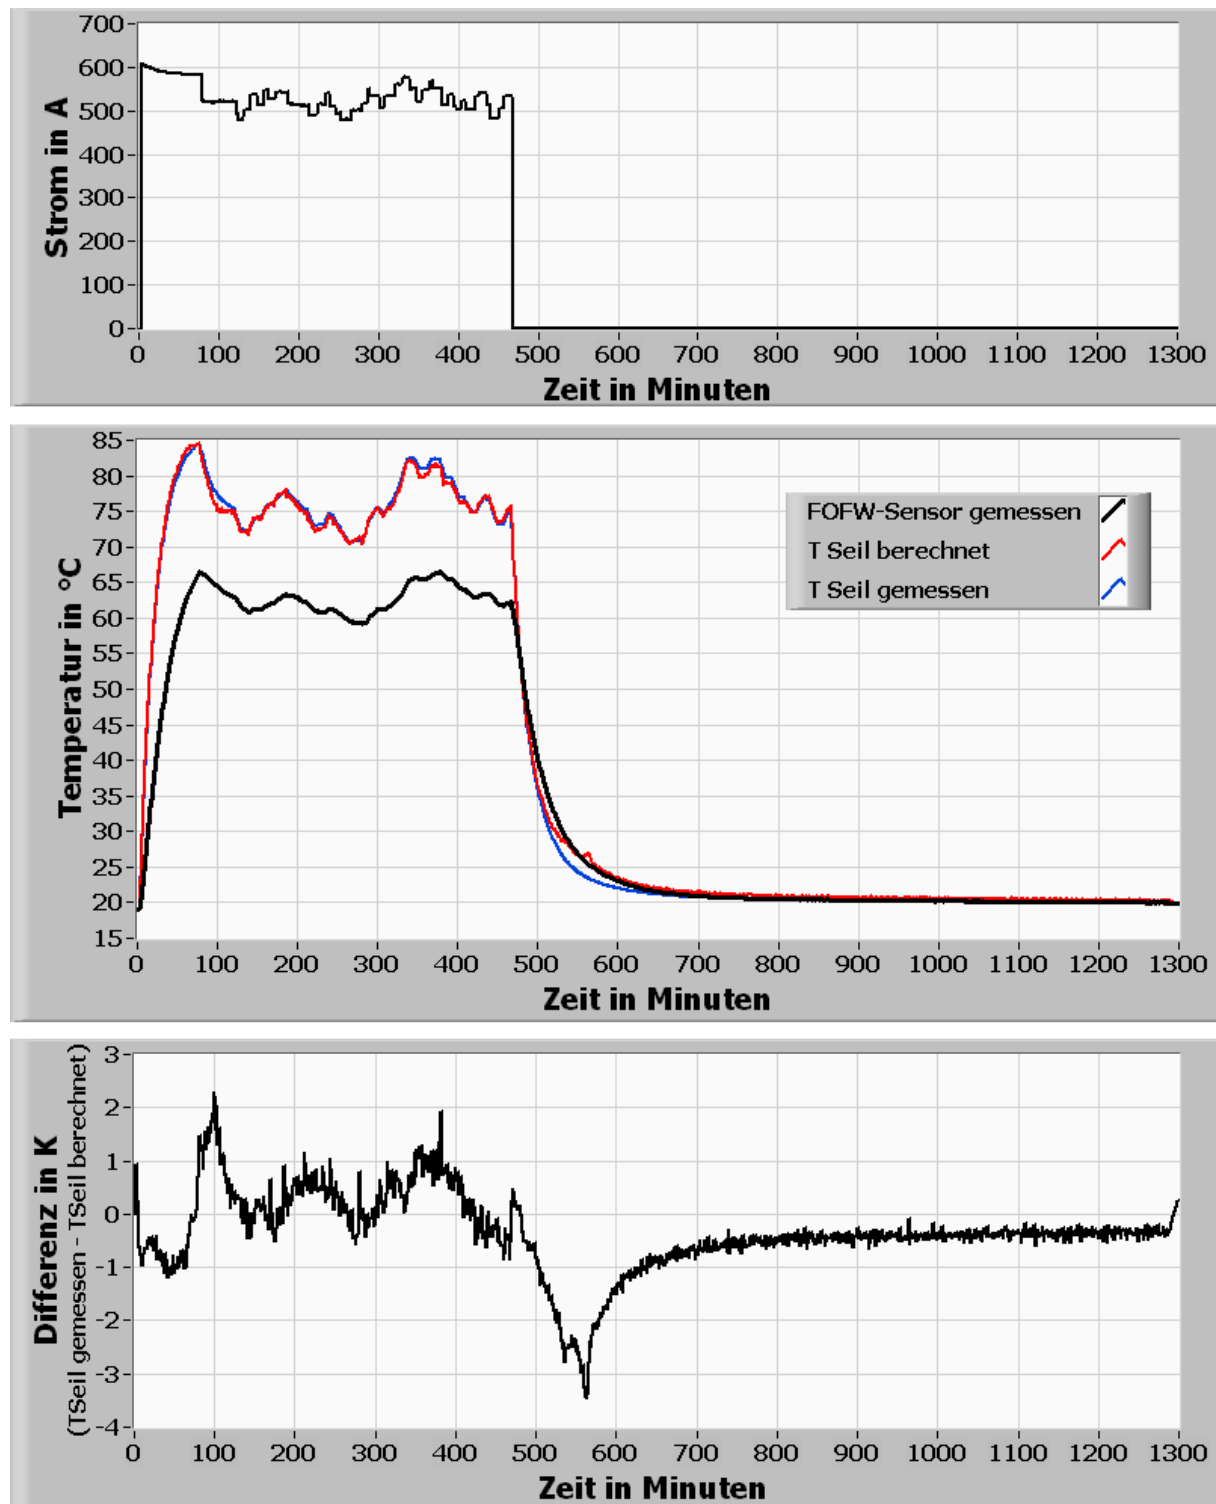 700
600
500
400
300
200
100
0
Strom in A
0 100 200 300 400 500 600 700 800 900 1000 1100 1200 1300
Zeit in Minuten
85
80
75
70
65
60
55
50
45
40
35
30
25
20
15
Temperatur in °C
FOFW-Sensor gemessen
T Seil berechnet
T Seil gemessen
0 100 200 300 400 500 600 700 800 900 1000 1100 1200 1300
Zeit in Minuten
3
2
1
0
-1
-2
-3
-4
Differenz in K
(TSeil gemessen - TSeil berechnet)
0 100 200 300 400 500 600 700 800 900 1000 1100 1200 1300
Zeit in Minuten